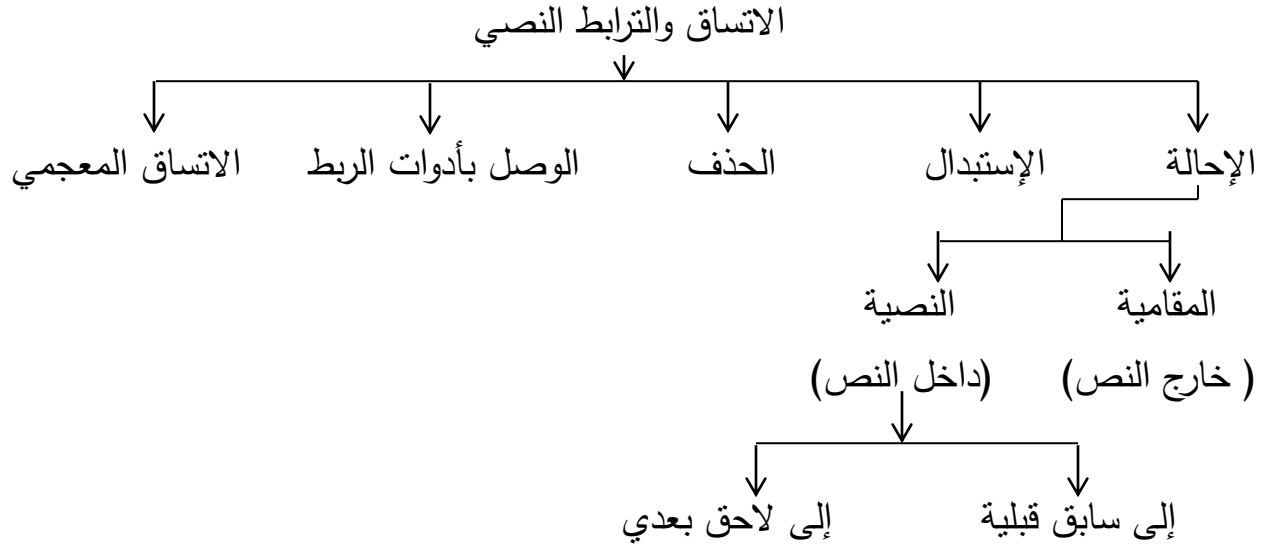 الاتساق والترابط النصي
الإحالة الإستبدال الحذف الوصل بأدوات الربط الاتساق المعجمي
المقامية النصية
( خارج النص) (داخل النص)
إلى سابق قبلية إلى لاحق بعدي